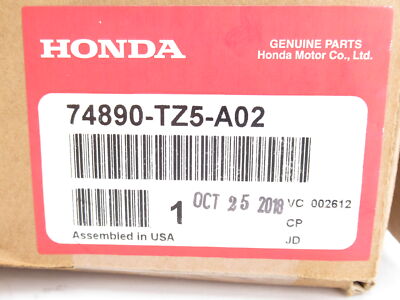 HONDA
GENUINE PARTS
Honda Motor Co., Ltd.
74890-TZ5-A02
1 OCT 25 2018 VC 002612
CP
Assembled in USA JD